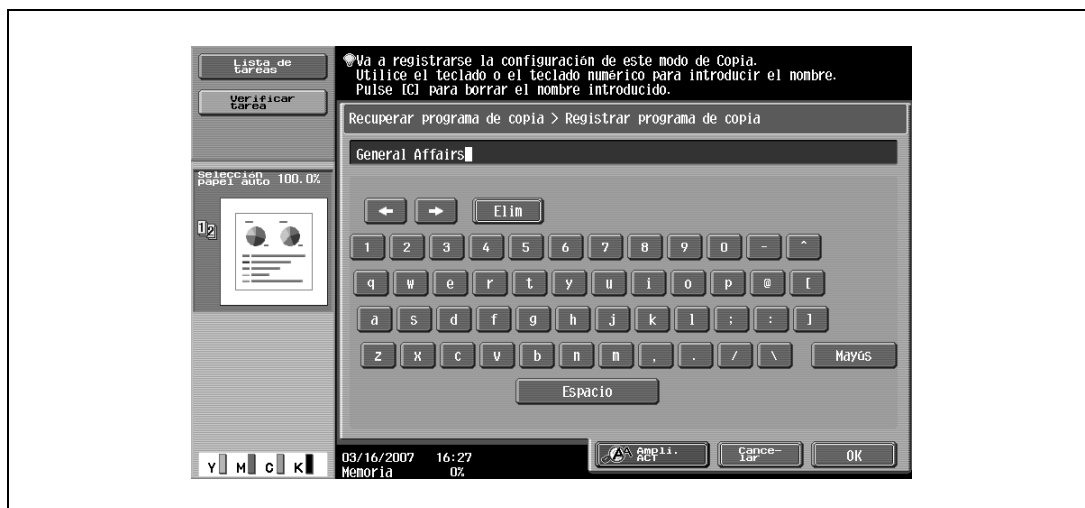 Lista de
tareas
Verificar
tarea
Va a registrarse la configuración de este modo de Copia.
Utilice el teclado o el teclado numérico para introducir el nombre.
Pulse [C] para borrar el nombre introducido.
Recuperar programa de copia > Registrar programa de copia
General Affairs
Selección
papel auto 100.0%
12
← → Elim
1 2 3 4 5 6 7 8 9 0 - ^
q w e r t y u i o p @ [
a s d f g h j k l ; : ]
z x c v b n m , . / \ Mayús
Espacio
Y M C K
03/16/2007 16:27
Memoria 0%
Ampli.
ACT
Cance-
lar
OK